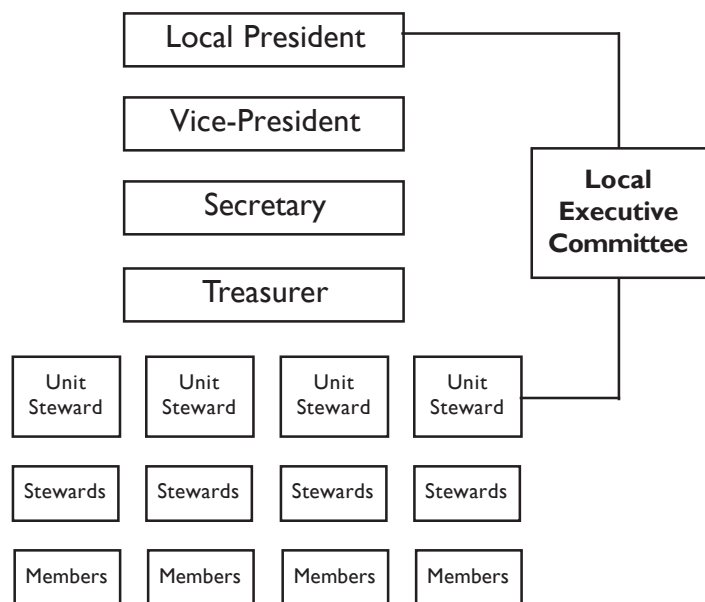 Local President
Vice-President
Secretary
Treasurer
Local
Executive
Committee
Unit
Steward
Unit
Steward
Unit
Steward
Unit
Steward
Stewards
Stewards
Stewards
Stewards
Members
Members
Members
Members